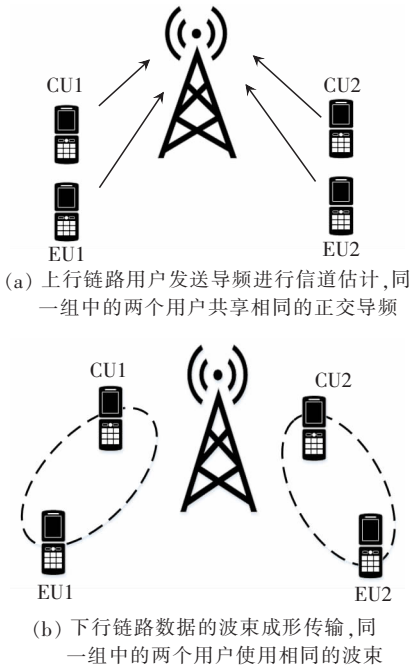 CU1 CU2
EU1 EU2
(a) 上行链路用户发送导频进行信道估计,同
一组中的两个用户共享相同的正交导频
CU1 CU2
EU1 EU2
(b) 下行链路数据的波束成形传输,同
一组中的两个用户使用相同的波束